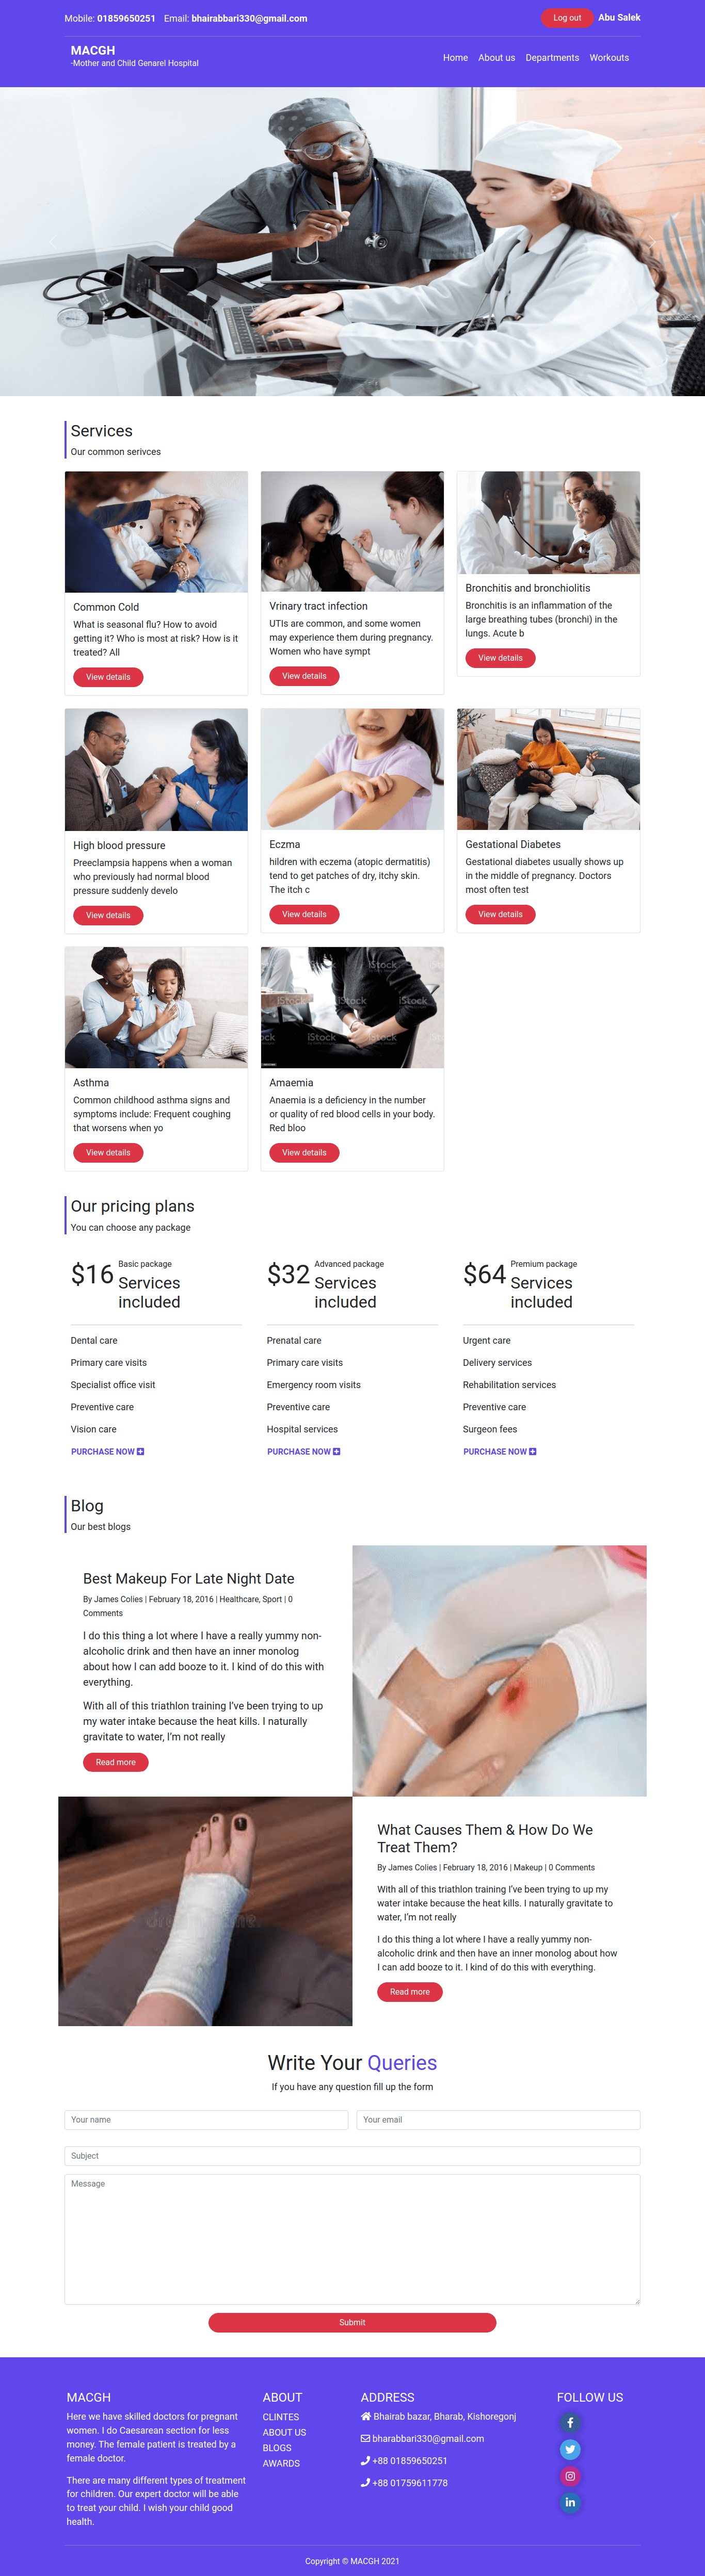 Mobile: 01859650251 Email: bhairabbari330@gmail.com
Log out Abu Salek
MACGH
-Mother and Child Genarel Hospital
Home About us Departments Workouts
Services
Our common serivces
Common Cold
What is seasonal flu? How to avoid
getting it? Who is most at risk? How is it
treated? All
View details
Vrinary tract infection
UTIs are common, and some women
may experience them during pregnancy.
Women who have sympt
View details
Bronchitis and bronchiolitis
Bronchitis is an inflammation of the
large breathing tubes (bronchi) in the
lungs. Acute b
View details
High blood pressure
Preeclampsia happens when a woman
who previously had normal blood
pressure suddenly develo
View details
Eczma
hildren with eczema (atopic dermatitis)
tend to get patches of dry, itchy skin.
The itch c
View details
Gestational Diabetes
Gestational diabetes usually shows up
in the middle of pregnancy. Doctors
most often test
View details
Asthma
Common childhood asthma signs and
symptoms include: Frequent coughing
that worsens when yo
View details
iStock iStock iStock
iStock iStock
Amaemia
Anaemia is a deficiency in the number
or quality of red blood cells in your body.
Red bloo
View details
Our pricing plans
You can choose any package
$16 Basic package
Services
included
Dental care
Primary care visits
Specialist office visit
Preventive care
Vision care
PURCHASE NOW
$32 Advanced package
Services
included
Prenatal care
Primary care visits
Emergency room visits
Preventive care
Hospital services
PURCHASE NOW
$64 Premium package
Services
included
Urgent care
Delivery services
Rehabilitation services
Preventive care
Surgeon fees
PURCHASE NOW
Blog
Our best blogs
Best Makeup For Late Night Date
By James Colies | February 18, 2016 | Healthcare, Sport | 0
Comments
I do this thing a lot where I have a really yummy non-
alcoholic drink and then have an inner monolog
about how I can add booze to it. I kind of do this with
everything.
With all of this triathlon training I've been trying to up
my water intake because the heat kills. I naturally
gravitate to water, I'm not really
Read more
What Causes Them & How Do We
Treat Them?
By James Colies | February 18, 2016 | Makeup | 0 Comments
With all of this triathlon training I've been trying to up my
water intake because the heat kills. I naturally gravitate to
water, I'm not really
I do this thing a lot where I have a really yummy non-
alcoholic drink and then have an inner monolog about how
I can add booze to it. I kind of do this with everything.
Read more
Write Your Queries
If you have any question fill up the form
Your name
Your email
Subject
Message
Submit
MACGH
Here we have skilled doctors for pregnant
women. I do Caesarean section for less
money. The female patient is treated by a
female doctor.
There are many different types of treatment
for children. Our expert doctor will be able
to treat your child. I wish your child good
health.
ABOUT
CLINTES
ABOUT US
BLOGS
AWARDS
ADDRESS
Bhairab bazar, Bharab, Kishoregonj
bharabbari330@gmail.com
+88 01859650251
+88 01759611778
FOLLOW US
Copyright © MACGH 2021